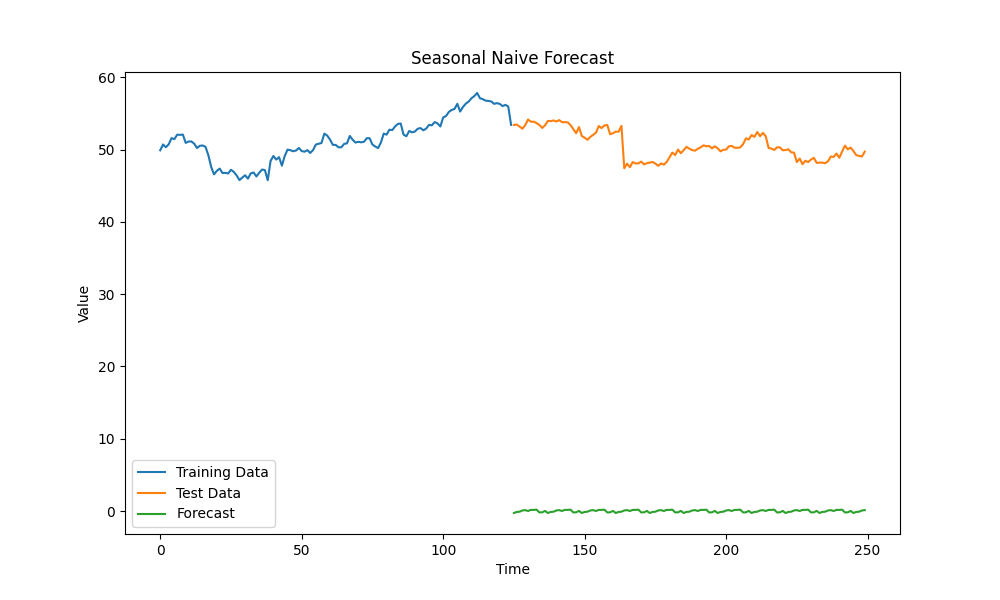 Seasonal Naive Forecast
60
50
40
30
20
10
0
Value
Training Data
Test Data
Forecast
0
50
100
150
200
250
Time